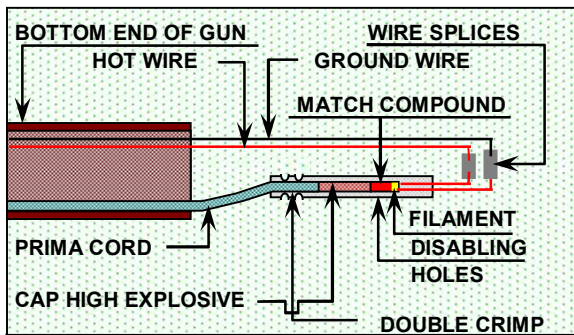 BOTTOM END OF GUN
WIRE SPLICES
HOT WIRE
GROUND WIRE
MATCH COMPOUND
FILAMENT
PRIMA CORD
DISABLING
HOLES
CAP HIGH EXPLOSIVE
DOUBLE CRIMP